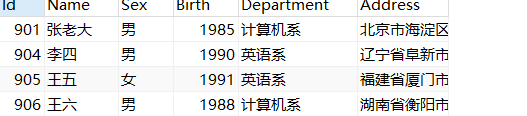 Id Name Sex Birth Department Address
901 张老大 男 1985 计算机系 北京市海淀区
904 李四 男 1990 英语系 辽宁省阜新市
905 王五 女 1991 英语系 福建省厦门市
906 王六 男 1988 计算机系 湖南省衡阳市